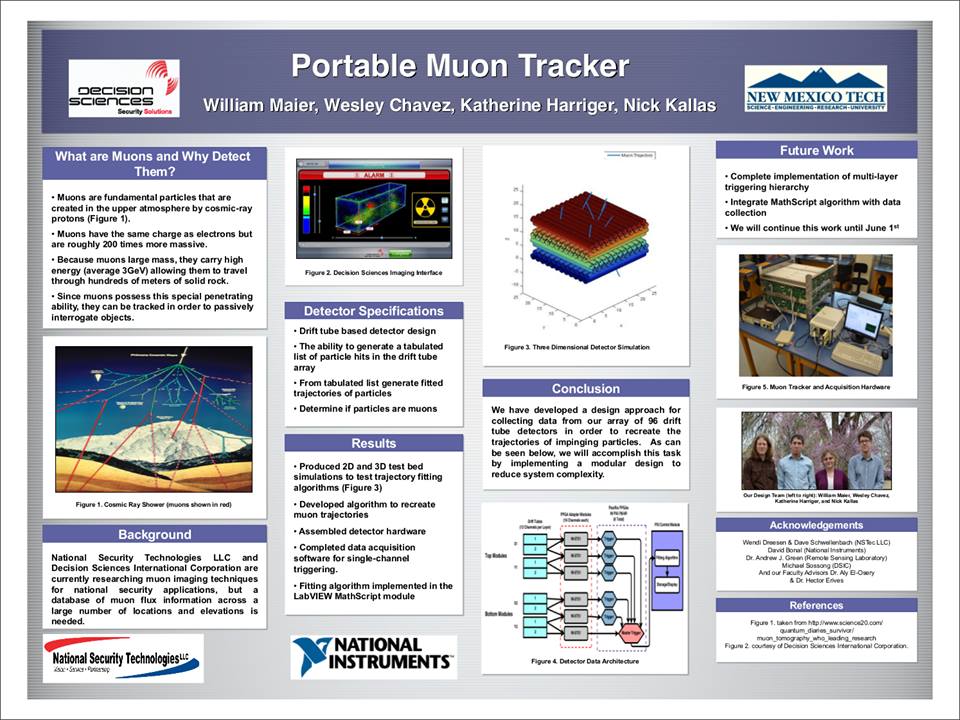 Portable Muon Tracker
William Maier, Wesley Chavez, Katherine Harriger, Nick Kallas
DECISION
SCIENCES
Security Solutions
NEW MEXICO TECH
SCIENCE • ENGINEERING • RESEARCH • UNIVERSITY
What are Muons and Why Detect
Them?
• Muons are fundamental particles that are
created in the upper atmosphere by cosmic-ray
protons (Figure 1).
• Muons have the same charge as electrons but
are roughly 200 times more massive.
• Because muons large mass, they carry high
energy (average 3GeV) allowing them to travel
through hundreds of meters of solid rock.
• Since muons possess this special penetrating
ability, they can be tracked in order to passively
interrogate objects.
Figure 1. Cosmic Ray Shower (muons shown in red)
Background
National Security Technologies LLC and
Decision Sciences International Corporation are
currently researching muon imaging techniques
for national security applications, but a
database of muon flux information across a
large number of locations and elevations is
needed.
National Security Technologies LLC
Vision • Service • Partnership
ALARM
Figure 2. Decision Sciences Imaging Interface
Detector Specifications
• Drift tube based detector design
• The ability to generate a tabulated
list of particle hits in the drift tube
array
• From tabulated list generate fitted
trajectories of particles
• Determine if particles are muons
Results
• Produced 2D and 3D test bed
simulations to test trajectory fitting
algorithms (Figure 3)
• Developed algorithm to recreate
muon trajectories
• Assembled detector hardware
• Completed data acquisition
software for single-channel
triggering.
• Fitting algorithm implemented in the
LabVIEW MathScript module
NATIONAL
INSTRUMENTS™
Muon Trajectory
Figure 3. Three Dimensional Detector Simulation
Conclusion
We have developed a design approach for
collecting data from our array of 96 drift
tube detectors in order to recreate the
trajectories of impinging particles. As can
be seen below, we will accomplish this task
by implementing a modular design to
reduce system complexity.
Drift Tubes
Top Modules
Bottom Modules
Trigger
Trigger
Trigger
Trigger
Master Trigger
Fitting Algorithm
Storage/Display
Figure 4. Detector Data Architecture
Future Work
• Complete implementation of multi-layer
triggering hierarchy
• Integrate MathScript algorithm with data
collection
• We will continue this work until June 1st
Figure 5. Muon Tracker and Acquisition Hardware
Our Design Team (left to right): William Maier, Wesley Chavez,
Katherine Harriger, and Nick Kallas
Acknowledgements
Wendi Dreesen & Dave Schwellenbach (NSTec LLC)
David Bonal (National Instruments)
Dr. Andrew J. Green (Remote Sensing Laboratory)
Michael Sossong (DSIC)
And our Faculty Advisors Dr. Aly El-Osery
& Dr. Hector Erives
References
Figure 1. taken from http://www.science20.com/
quantum_diaries_survivor/
muon_tomography_who_leading_research
Figure 2. courtesy of Decision Sciences International Corporation.